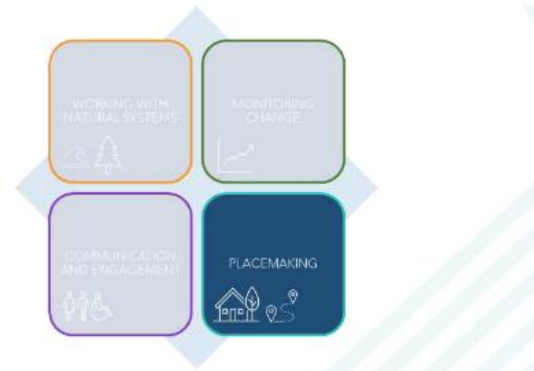 WORKING WITH
NATURAL SYSTEMS
MONITORING
CHANGE
COMMUNICATION
AND ENGAGEMENT
PLACEMAKING